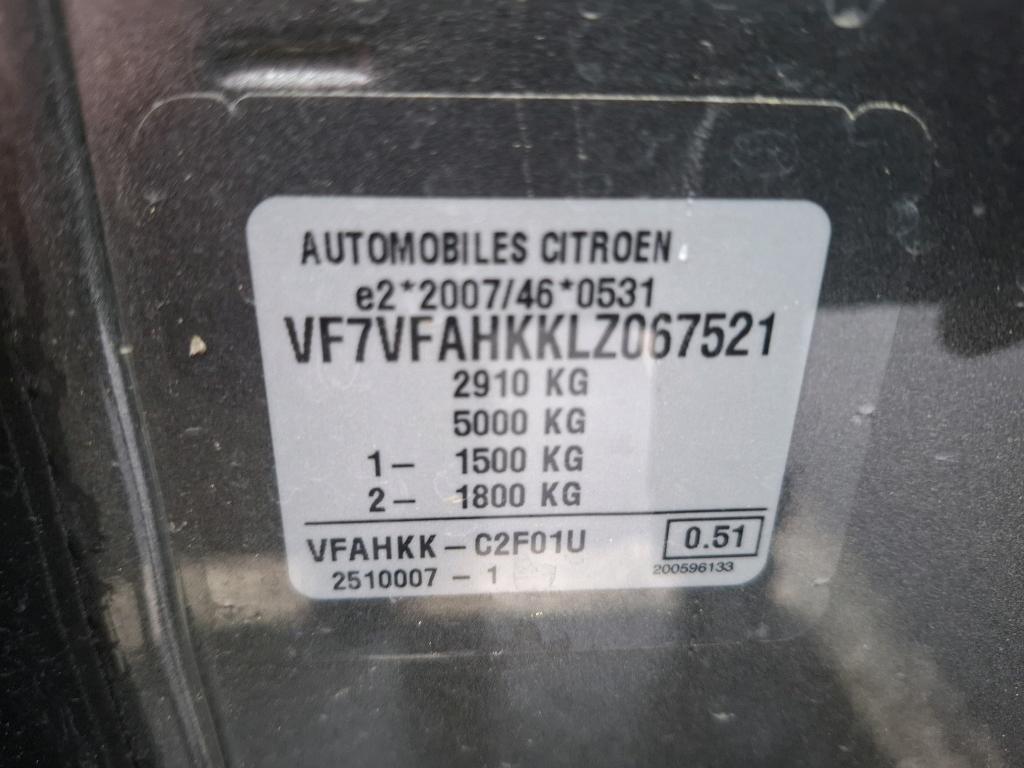 AUTOMOBILES CITROEN
e2*2007/46*0531
VF7VFAHKKLZ067521
2910 KG
5000 KG
1- 1500 KG
2- 1800 KG
VFAHKK-C2F01U 0.51
2510007-1 200596133